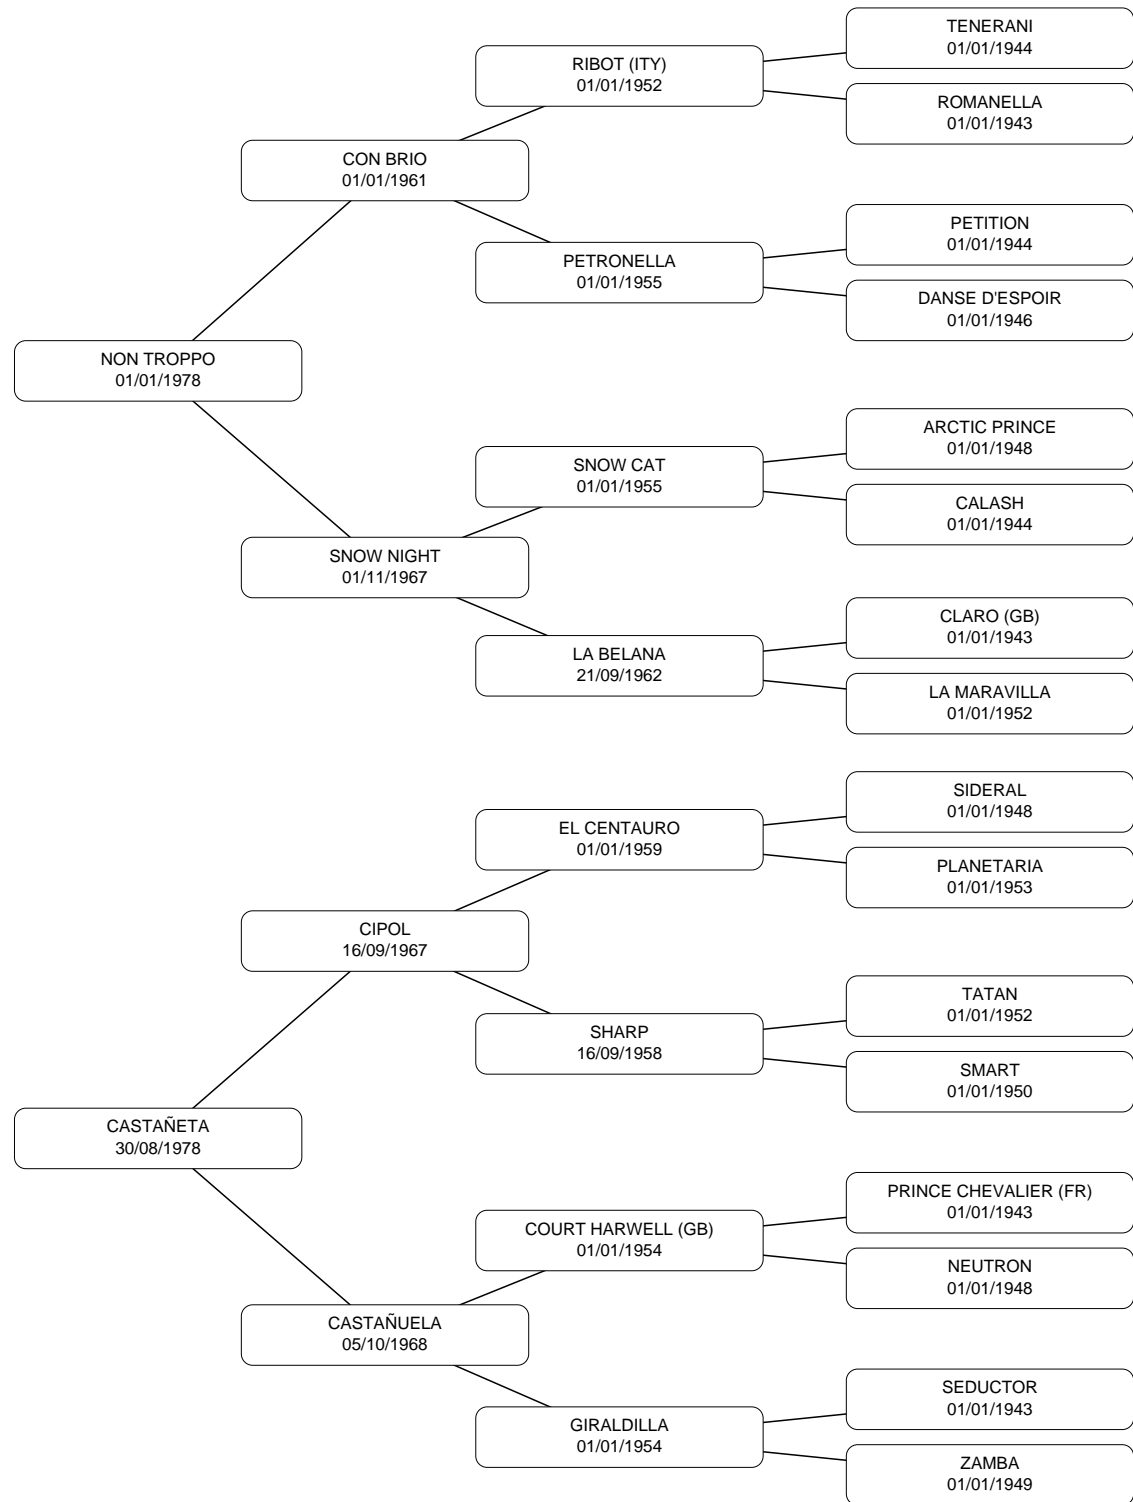 TENERANI
01/01/1944
RIBOT (ITY)
01/01/1952
ROMANELLA
01/01/1943
CON BRIO
01/01/1961
PETITION
01/01/1944
PETRONELLA
01/01/1955
DANSE D'ESPOIR
01/01/1946
NON TROPPO
01/01/1978
ARCTIC PRINCE
01/01/1948
SNOW CAT
01/01/1955
CALASH
01/01/1944
SNOW NIGHT
01/11/1967
CLARO (GB)
01/01/1943
LA BELANA
21/09/1962
LA MARAVILLA
01/01/1952
SIDERAL
01/01/1948
EL CENTAURO
01/01/1959
PLANETARIA
01/01/1953
CIPOL
16/09/1967
TATAN
01/01/1952
SHARP
16/09/1958
SMART
01/01/1950
CASTAÑETA
30/08/1978
PRINCE CHEVALIER (FR)
01/01/1943
COURT HARWELL (GB)
01/01/1954
NEUTRON
01/01/1948
CASTAÑUELA
05/10/1968
SEDUCTOR
01/01/1943
GIRALDILLA
01/01/1954
ZAMBA
01/01/1949